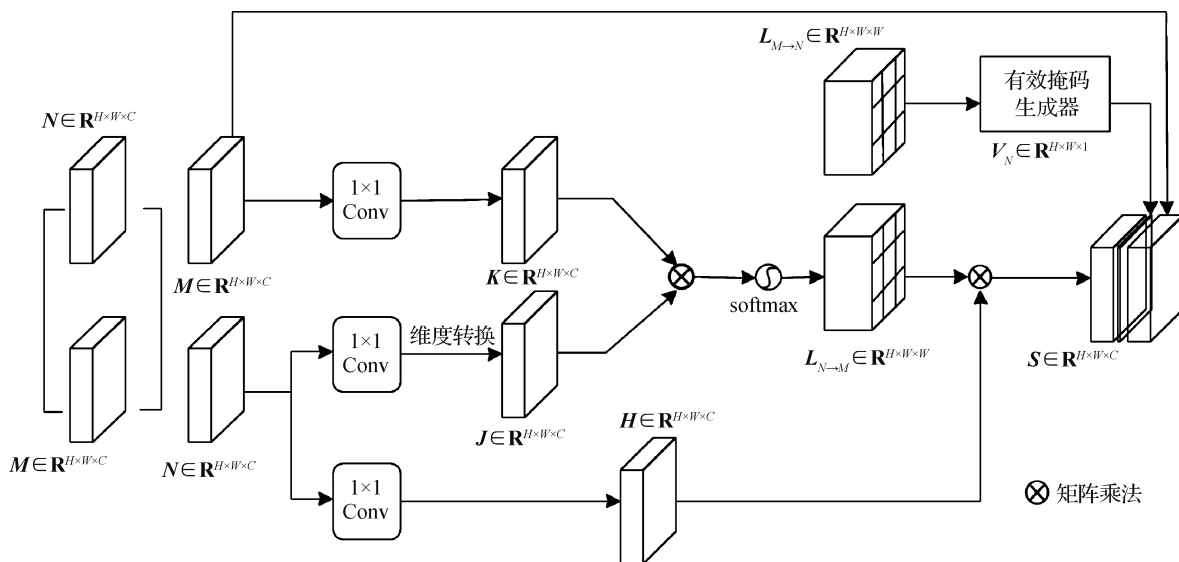 L_{M→N}∈R^{H×W×W}
有效掩码
生成器
V_N∈R^{H×W×1}
N∈R^{H×W×C}
1×1
Conv
M∈R^{H×W×C}
K∈R^{H×W×C}
softmax
维度转换
1×1
Conv
L_{N→M}∈R^{H×W×W}
S∈R^{H×W×C}
M∈R^{H×W×C}
N∈R^{H×W×C}
J∈R^{H×W×C}
H∈R^{H×W×C}
1×1
Conv
矩阵乘法